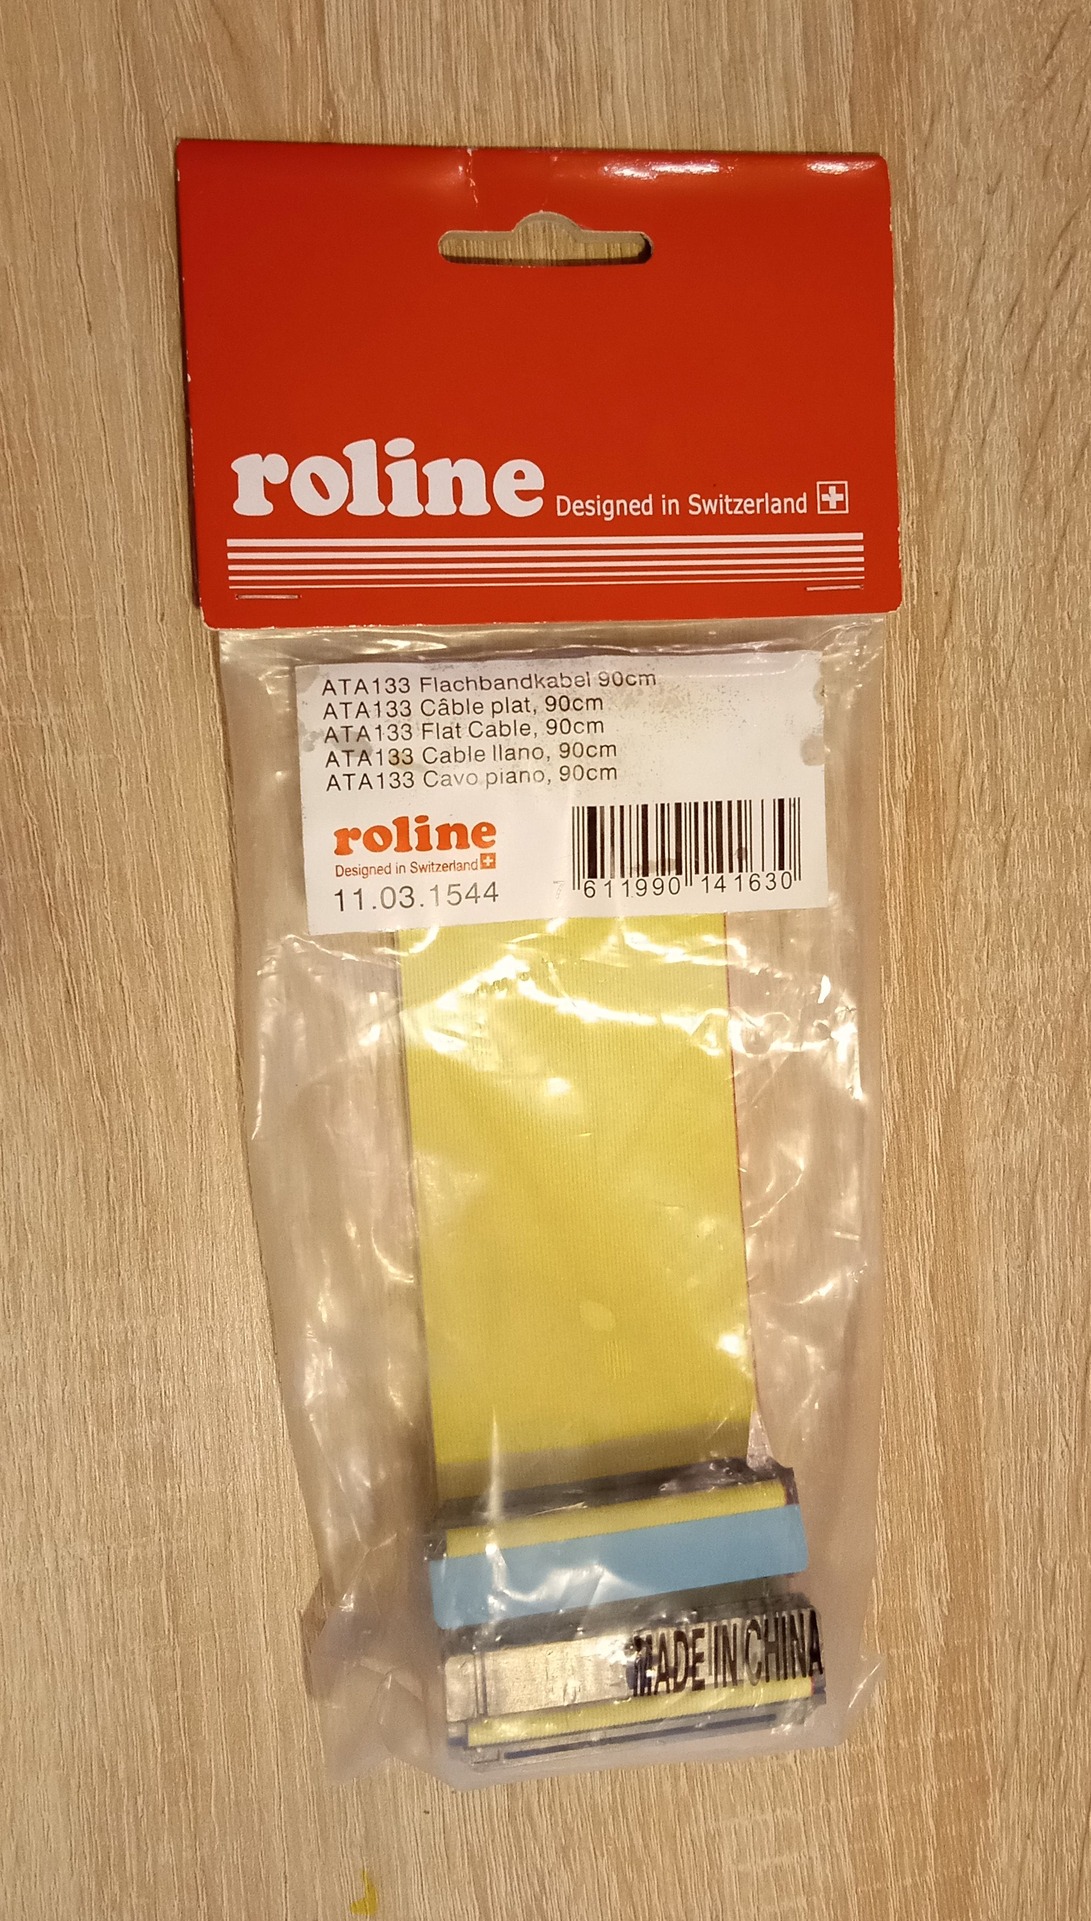 roline Designed in Switzerland
ATA133 Flachbandkabel 90cm
ATA133 Câble plat, 90cm
ATA133 Flat Cable, 90cm
ATA133 Cable llano, 90cm
ATA133 Cavo piano, 90cm
roline
Designed in Switzerland
11.03.1544
7 611990 141630
MADE IN CHINA